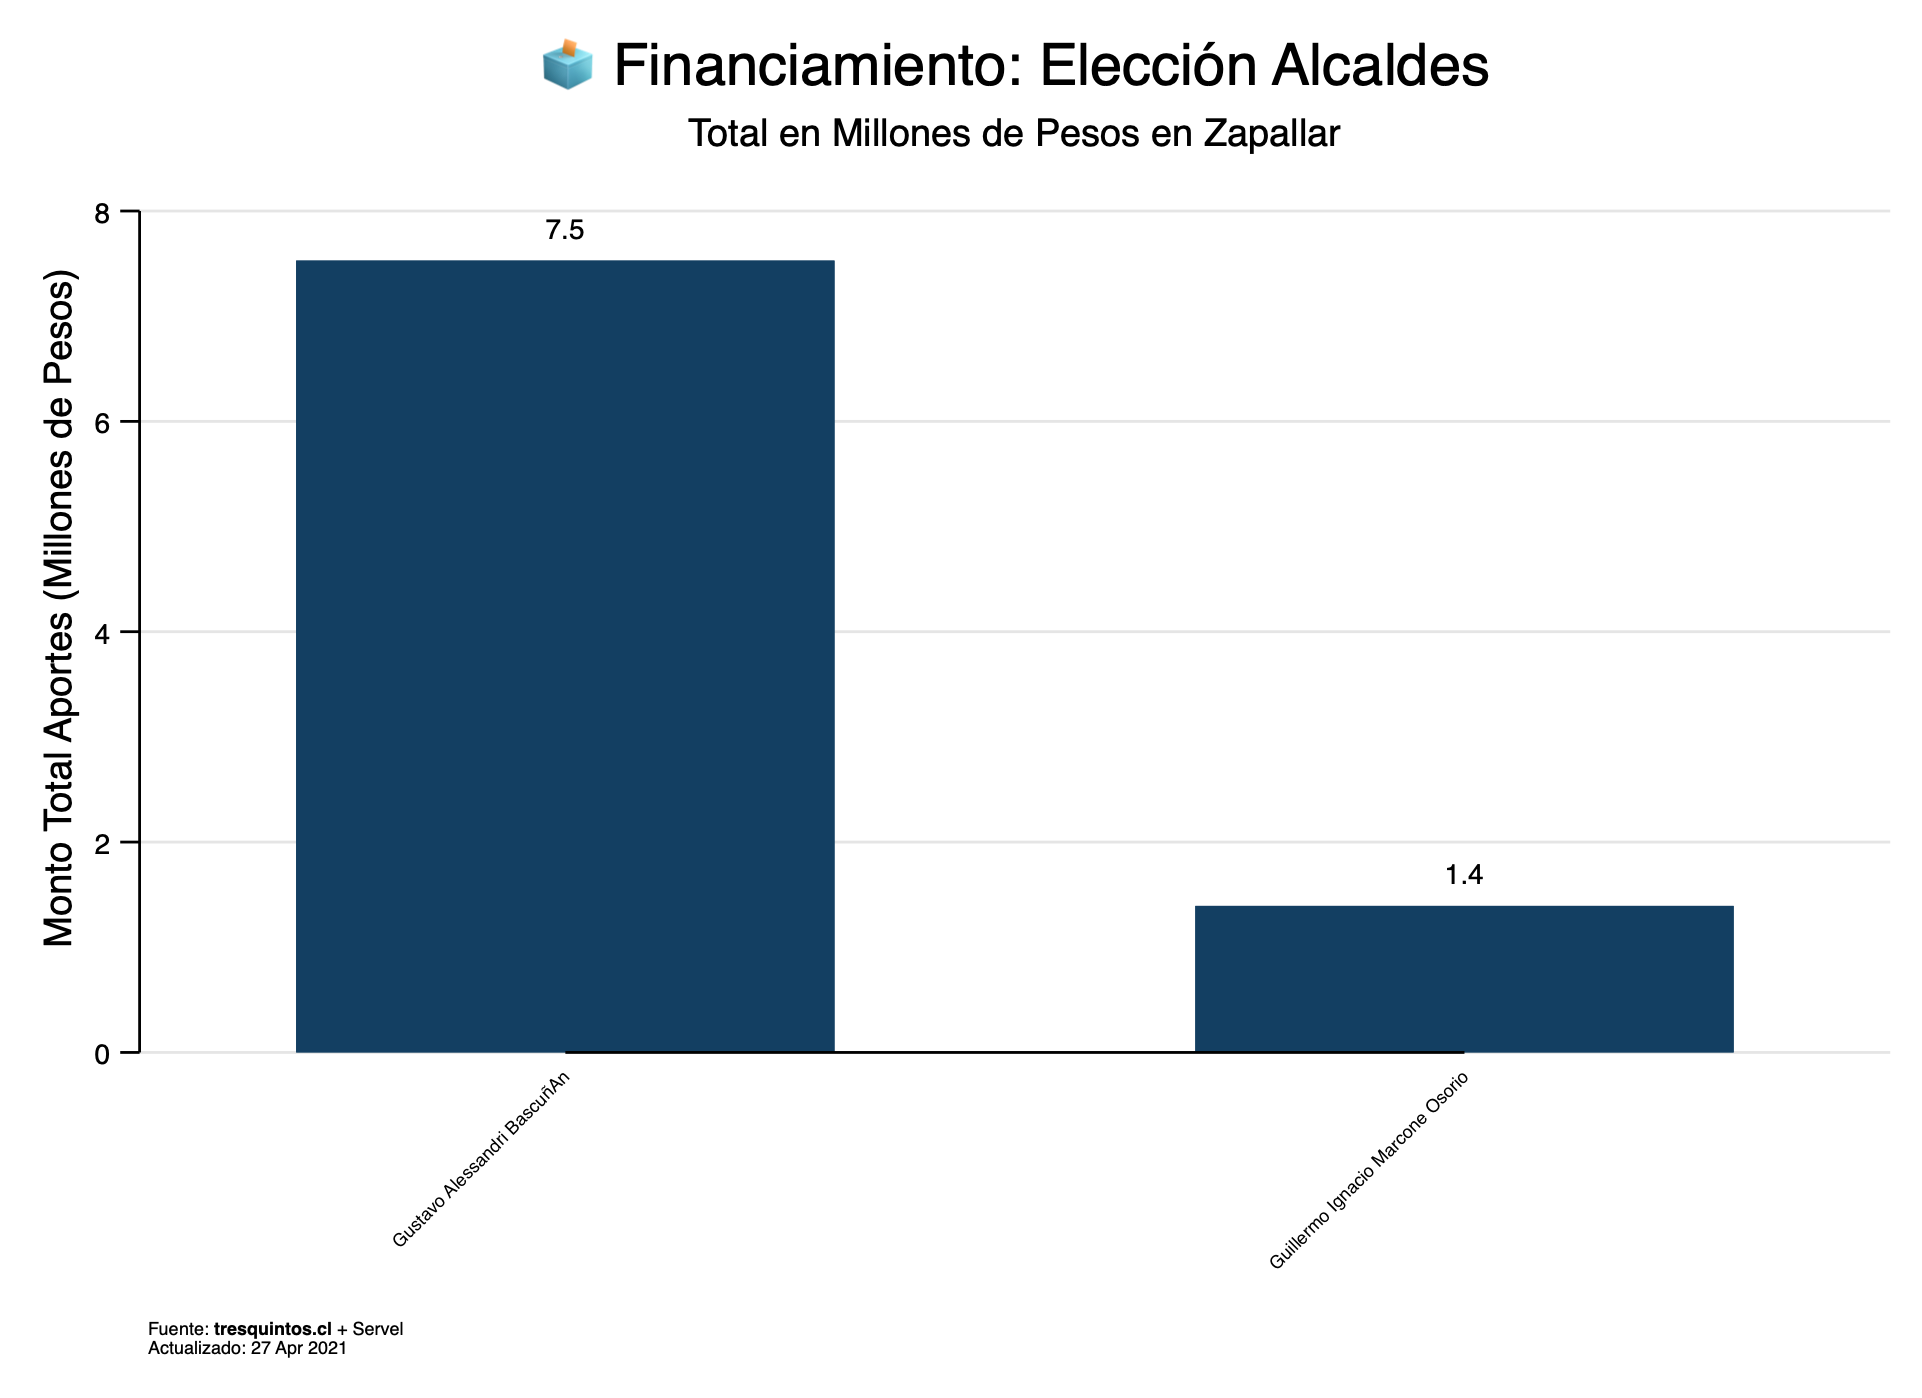 Financiamiento: Elección Alcaldes
Total en Millones de Pesos en Zapallar
Monto Total Aportes (Millones de Pesos)
8
6
4
2
0
7.5
1.4
Gustavo Alessandri BascuñAn
Guillermo Ignacio Marcone Osorio
Fuente: tresquintos.cl + Servel
Actualizado: 27 Apr 2021